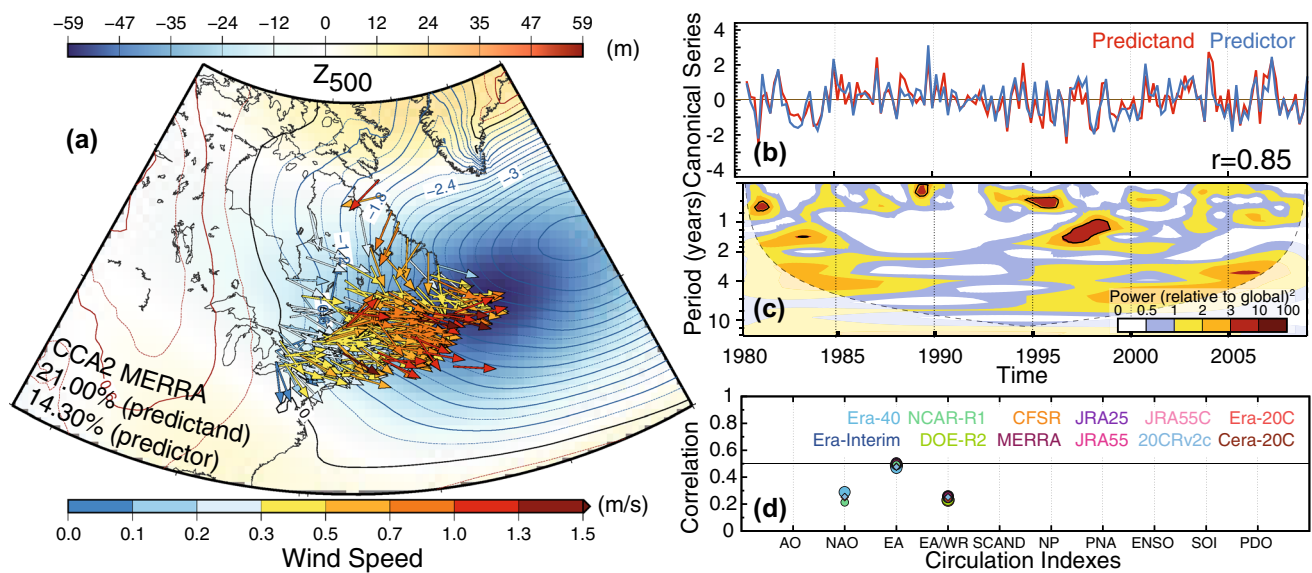 −59 −47 −35 −24 −12 0 12 24 35 47 59
(m)
Z500
(a)
−2.4
−3
0
CCA2 MERRA
21.00% (predictand)
14.30% (predictor)
(m/s)
0.0 0.1 0.2 0.3 0.5 0.7 1.0 1.3 1.5
Wind Speed
Canonical Series
4
2
0
-2
-4
Predictand Predictor
(b)
r=0.85
Period (years)
1
2
4
10
(c)
Power (relative to global)²
0 0.5 1 2 3 10 100
1980 1985 1990 1995 2000 2005
Time
Correlation
1
0.8
0.6
0.4
0.2
0
Era-40 NCAR-R1 CFSR JRA25 JRA55C Era-20C
Era-Interim DOE-R2 MERRA JRA55 20CRv2c Cera-20C
(d)
AO NAO EA EA/WR SCAND NP PNA ENSO SOI PDO
Circulation Indexes